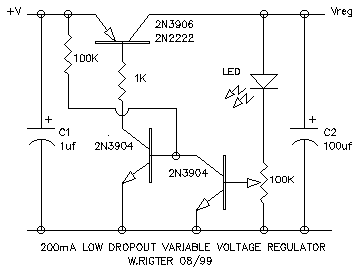 +V
Vreg
2N3906
2N2222
100K
1K
LED
+
C1
1uf
2N3904
2N3904
100K
+
C2
100uf
200mA LOW DROPOUT VARIABLE VOLTAGE REGULATOR
W.RIGTER 08/99